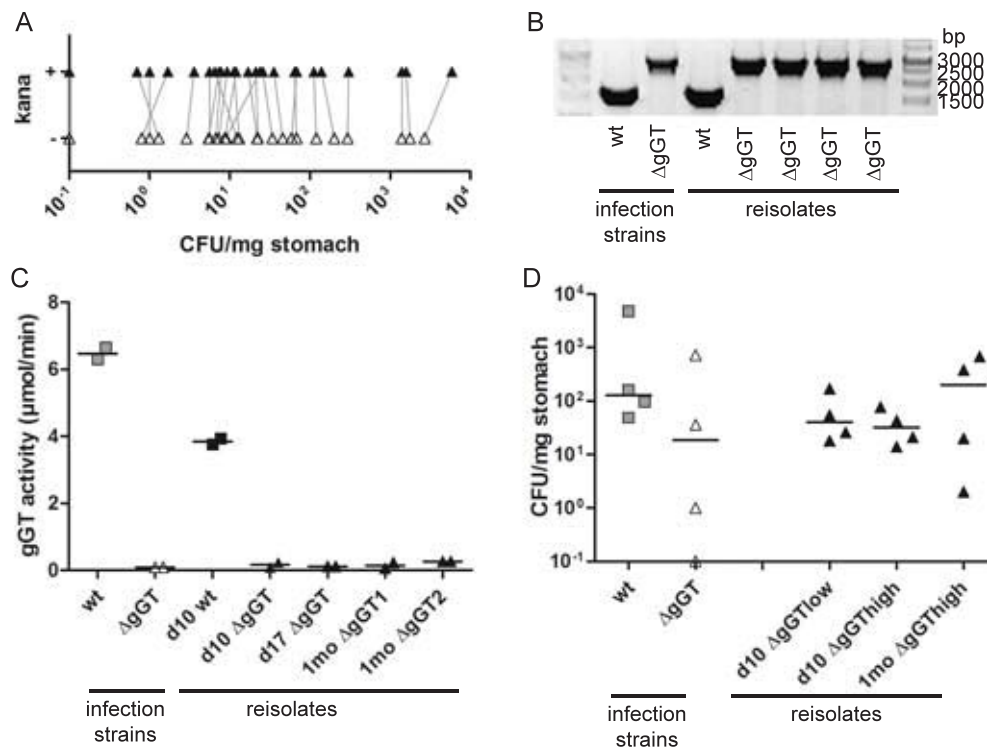 A
kana
+
-
10-1
100
101
102
103
104
CFU/mg stomach
B
bp
3000
2500
2000
1500
wt
ΔgGT
wt
ΔgGT
ΔgGT
ΔgGT
ΔgGT
infection strains
reisolates
C
gGT activity (µmol/min)
8
6
4
2
0
wt
ΔgGT
d10 wt
d10 ΔgGT
d17 ΔgGT
1mo ΔgGT1
1mo ΔgGT2
infection strains
reisolates
D
CFU/mg stomach
104
103
102
101
100
10-1
wt
ΔgGT
d10 ΔgGTlow
d10 ΔgGThigh
1mo ΔgGThigh
infection strains
reisolates